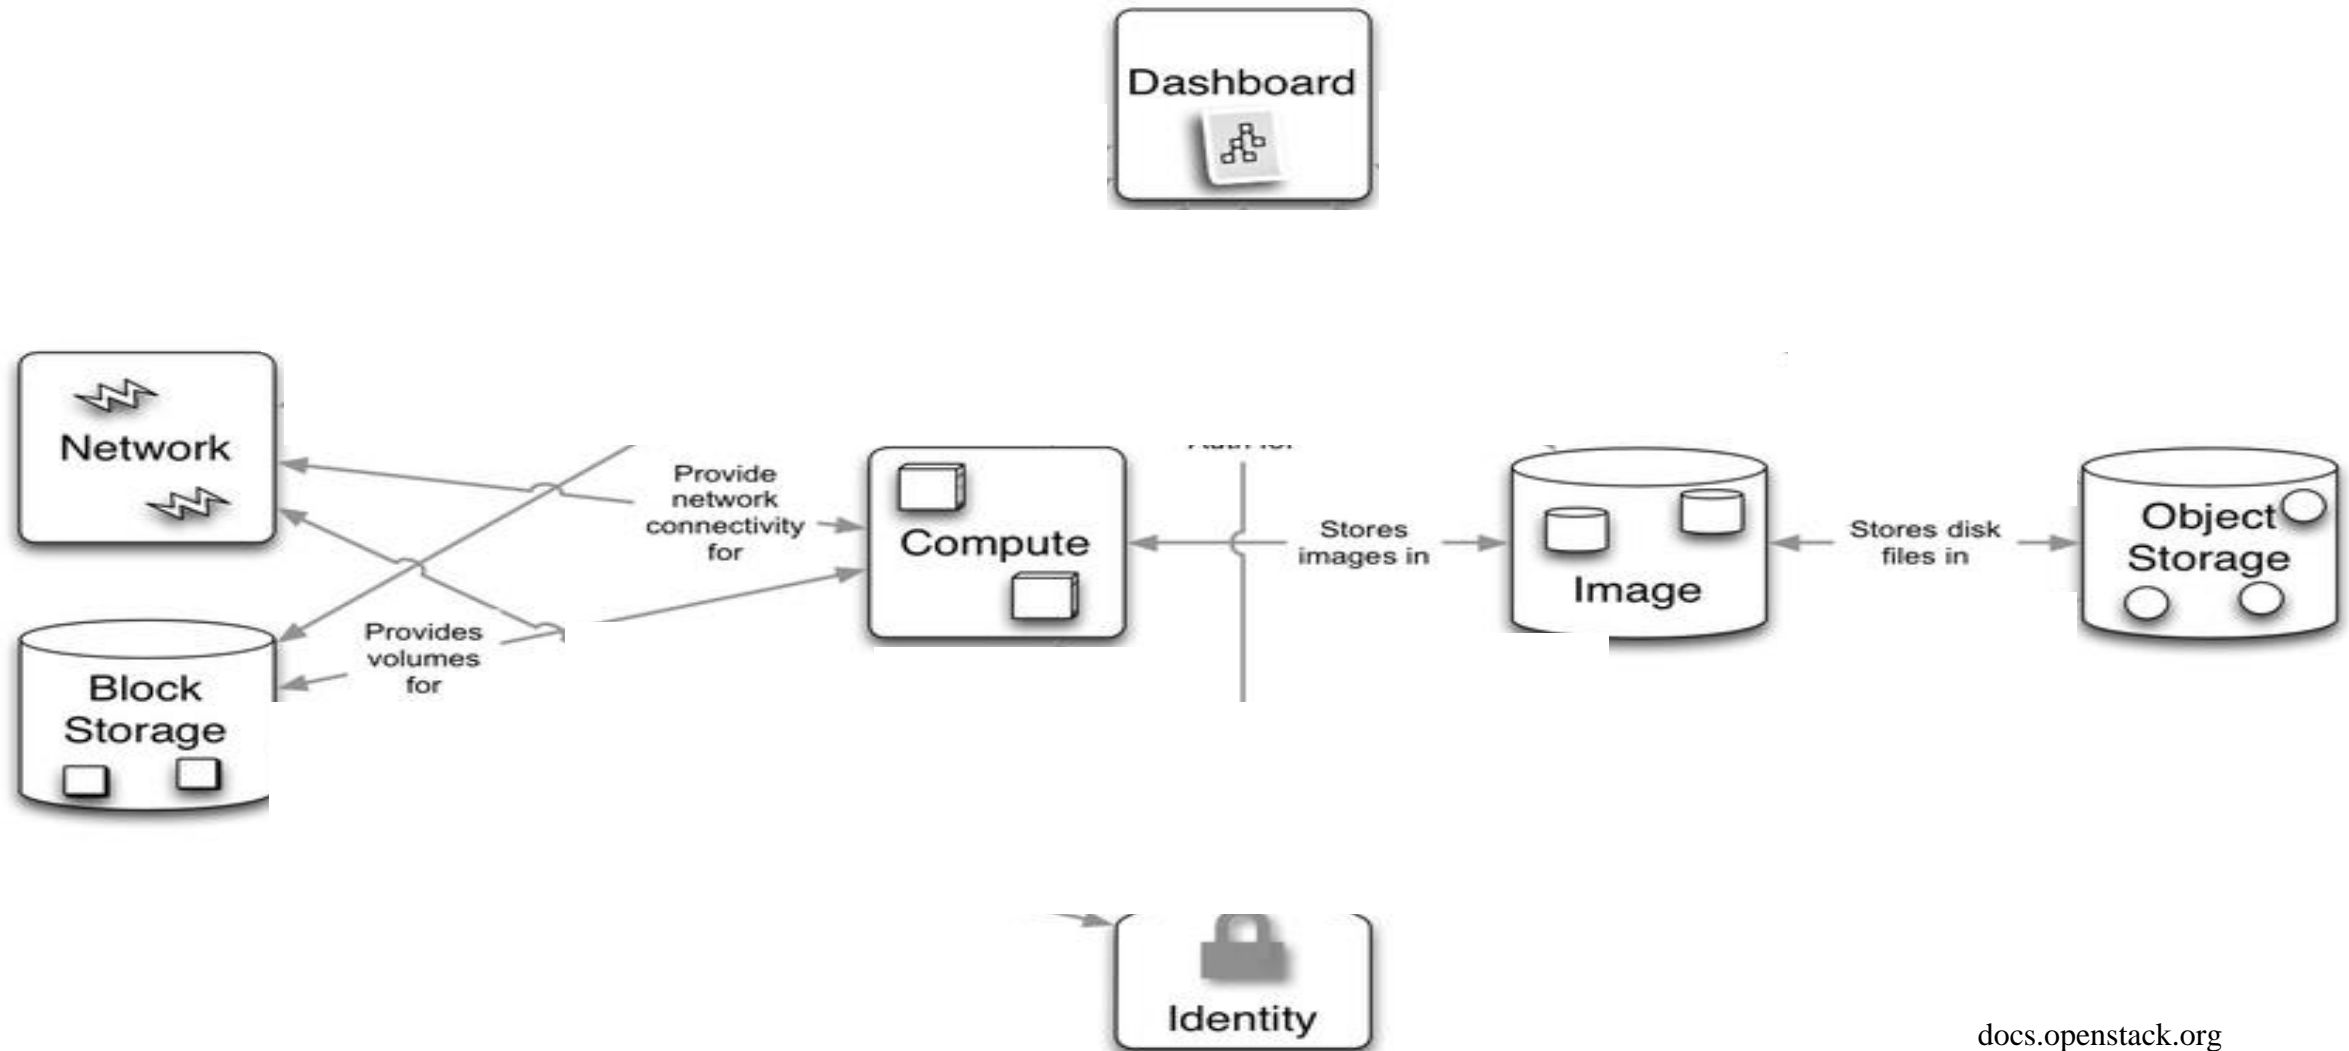 Dashboard
Network
Provide
network
connectivity
for
Compute
Stores
images in
Image
Stores disk
files in
Object
Storage
Provides
volumes
for
Block
Storage
Identity
docs.openstack.org